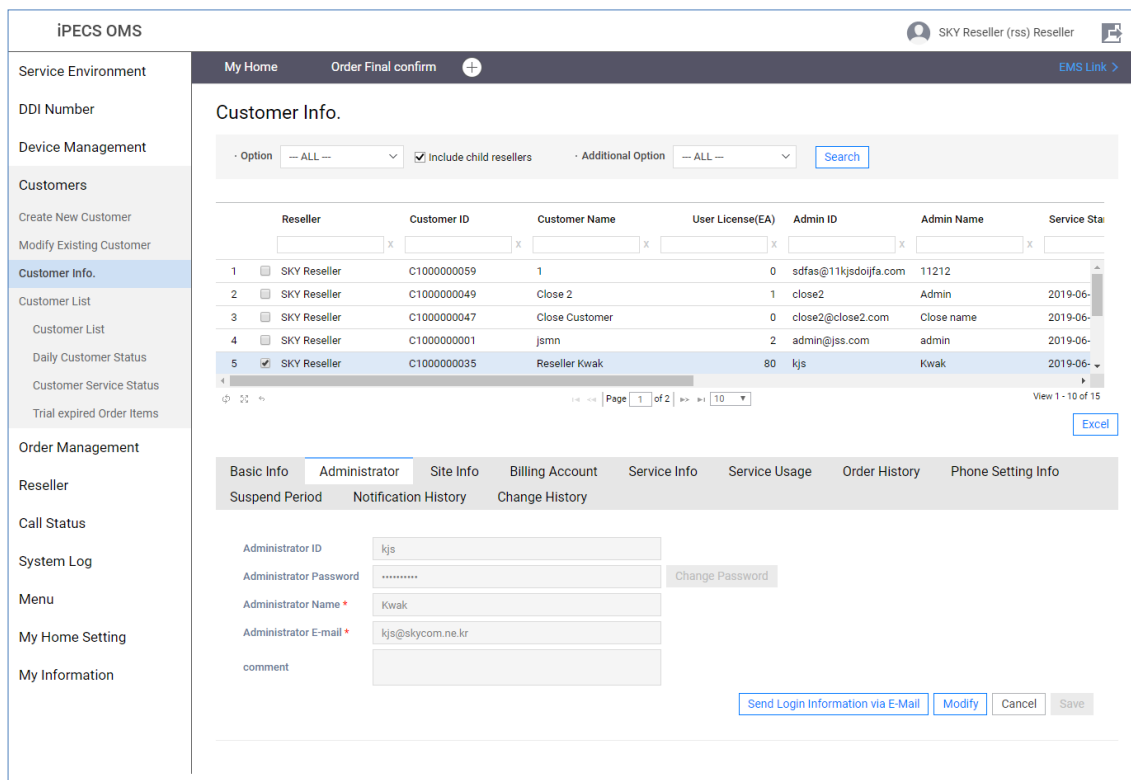 iPECS OMS
SKY Reseller (rss) Reseller
My Home Order Final confirm EMS Link >
Service Environment
DDI Number
Device Management
Customers
Create New Customer
Modify Existing Customer
Customer Info.
Customer List
Customer List
Daily Customer Status
Customer Service Status
Trial expired Order Items
Order Management
Reseller
Call Status
System Log
Menu
My Home Setting
My Information
Customer Info.
· Option --- ALL --- Include child resellers · Additional Option --- ALL --- Search
Reseller Customer ID Customer Name User License(EA) Admin ID Admin Name Service Sta
x x x x x x
1 SKY Reseller C1000000059 1 0 sdfas@11kjsdoijfa.com 11212
2 SKY Reseller C1000000049 Close 2 1 close2 Admin 2019-06-
3 SKY Reseller C1000000047 Close Customer 0 close2@close2.com Close name 2019-06-
4 SKY Reseller C1000000001 jsmn 2 admin@jss.com admin 2019-06-
5 SKY Reseller C1000000035 Reseller Kwak 80 kjs Kwak 2019-06-
Page 1 of 2 10 View 1 - 10 of 15
Excel
Basic Info Administrator Site Info Billing Account Service Info Service Usage Order History Phone Setting Info
Suspend Period Notification History Change History
Administrator ID kjs
Administrator Password •••••••••• Change Password
Administrator Name * Kwak
Administrator E-mail * kjs@skycom.ne.kr
comment
Send Login Information via E-Mail Modify Cancel Save